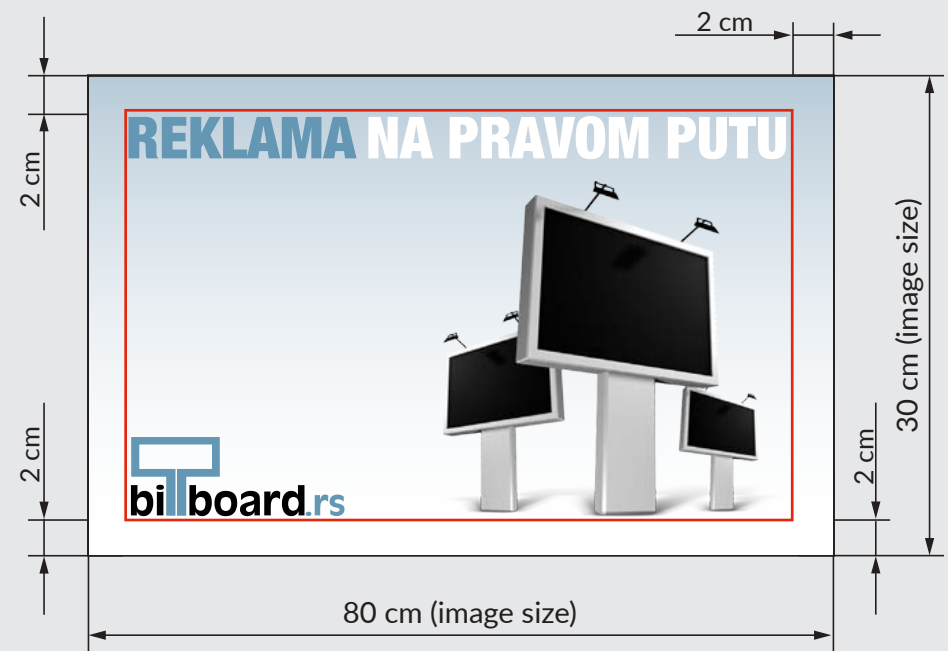 2 cm
REKLAMA NA PRAVOM PUTU
2 cm
30 cm (image size)
2 cm
2 cm
billboard.rs
80 cm (image size)